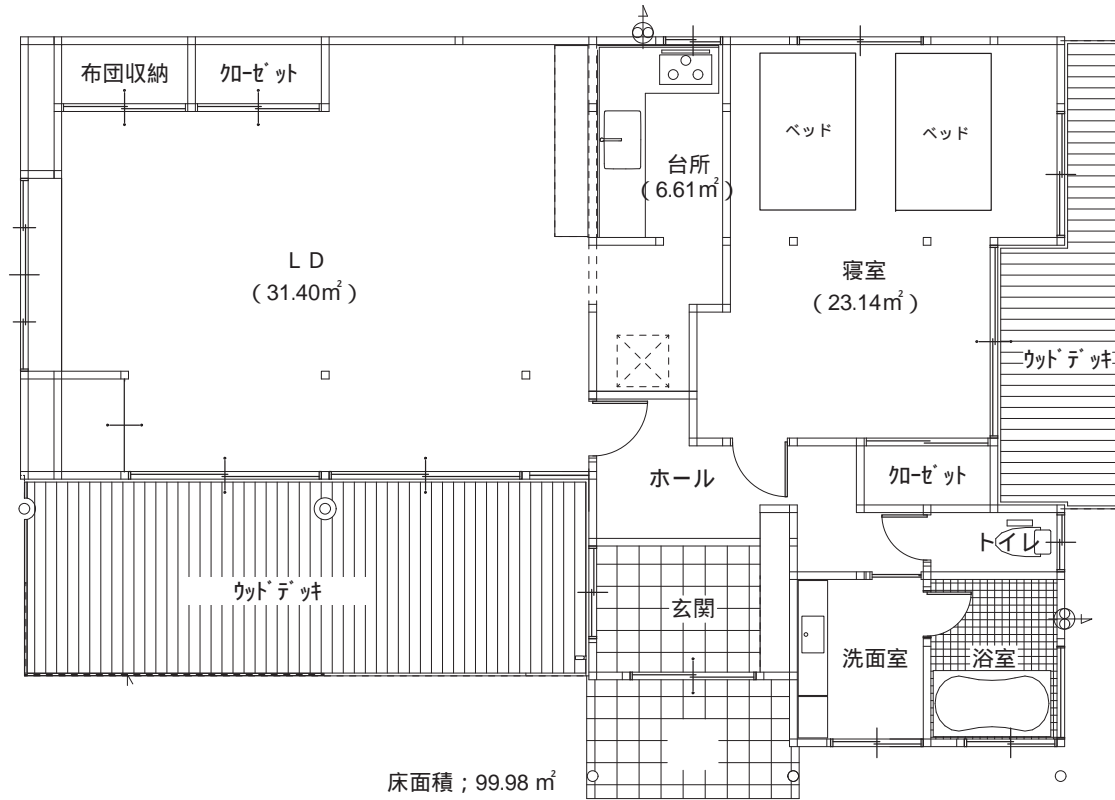 布団収納
ｸﾛｰｾﾞｯﾄ
ベッド
ベッド
台所
（6.61㎡）
ＬＤ
（31.40㎡）
寝室
（23.14㎡）
ｳｯﾄﾞﾃﾞｯｷ
ホール
ｸﾛｰｾﾞｯﾄ
トイレ
ｳｯﾄﾞﾃﾞｯｷ
玄関
洗面室
浴室
床面積；99.98 ㎡